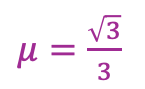 μ = √3/3